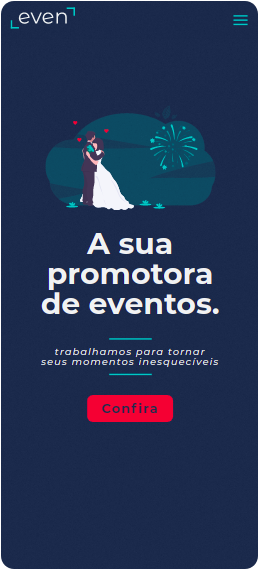 even
A sua
promotora
de eventos.
trabalhamos para tornar
seus momentos inesquecíveis
Confira